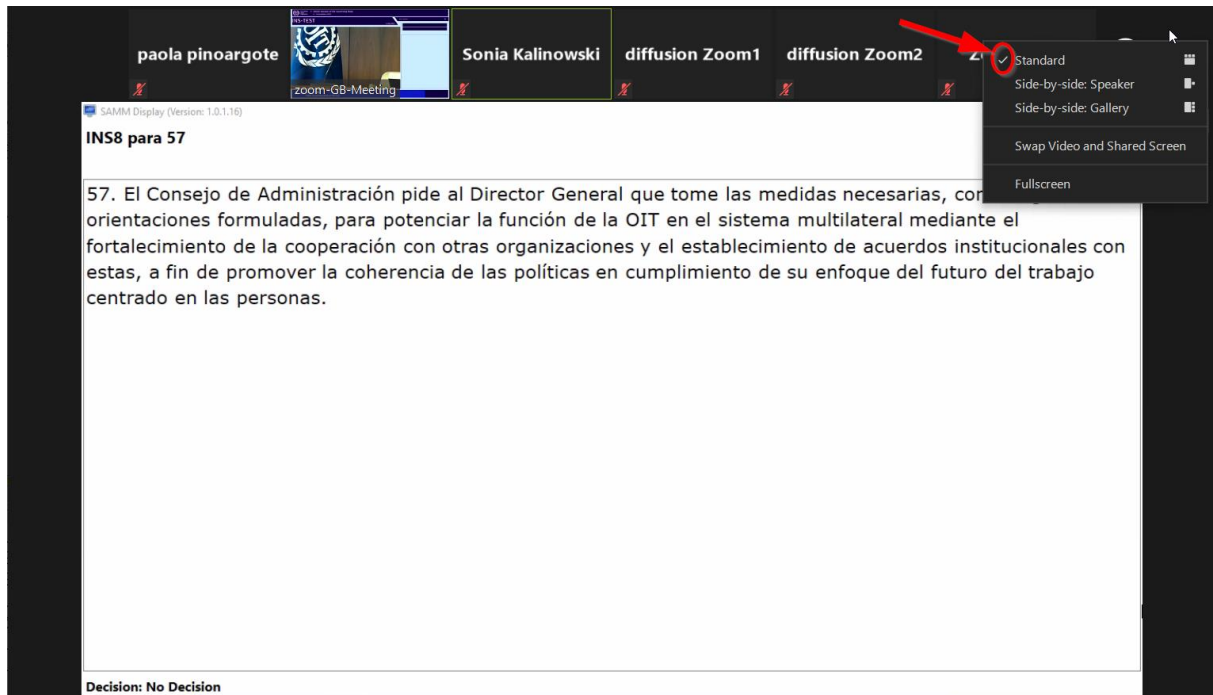 INS-TEST
paola pinoargote
zoom-GB-Meeting
Sonia Kalinowski
diffusion Zoom1
diffusion Zoom2
Standard
Side-by-side: Speaker
Side-by-side: Gallery
Swap Video and Shared Screen
Fullscreen
SAMM Display (Version: 1.0.1.16)
INS8 para 57
57. El Consejo de Administración pide al Director General que tome las medidas necesarias,
orientaciones formuladas, para potenciar la función de la OIT en el sistema multilateral mediante el
fortalecimiento de la cooperación con otras organizaciones y el establecimiento de acuerdos institucionales con
estas, a fin de promover la coherencia de las políticas en cumplimiento de su enfoque del futuro del trabajo
centrado en las personas.
Decision: No Decision